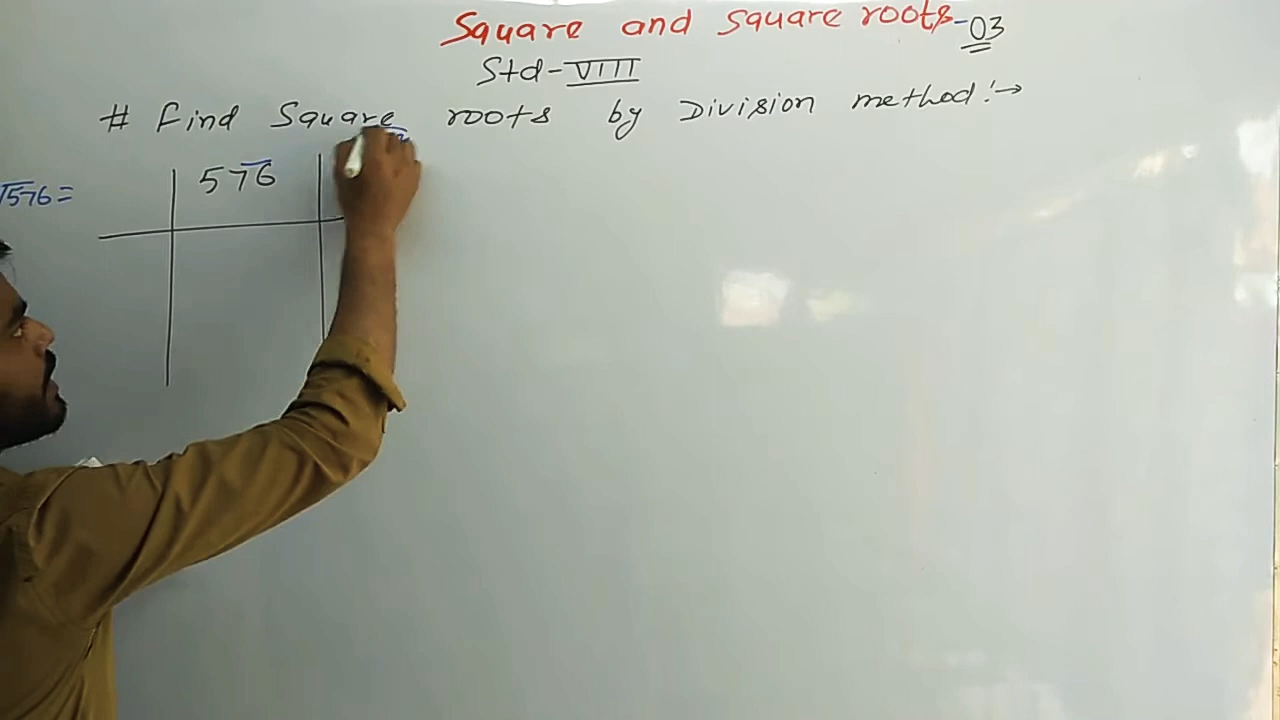 Square and square roots-03
Std-VIII
# Find Square roots by Division method:→
√576=
576